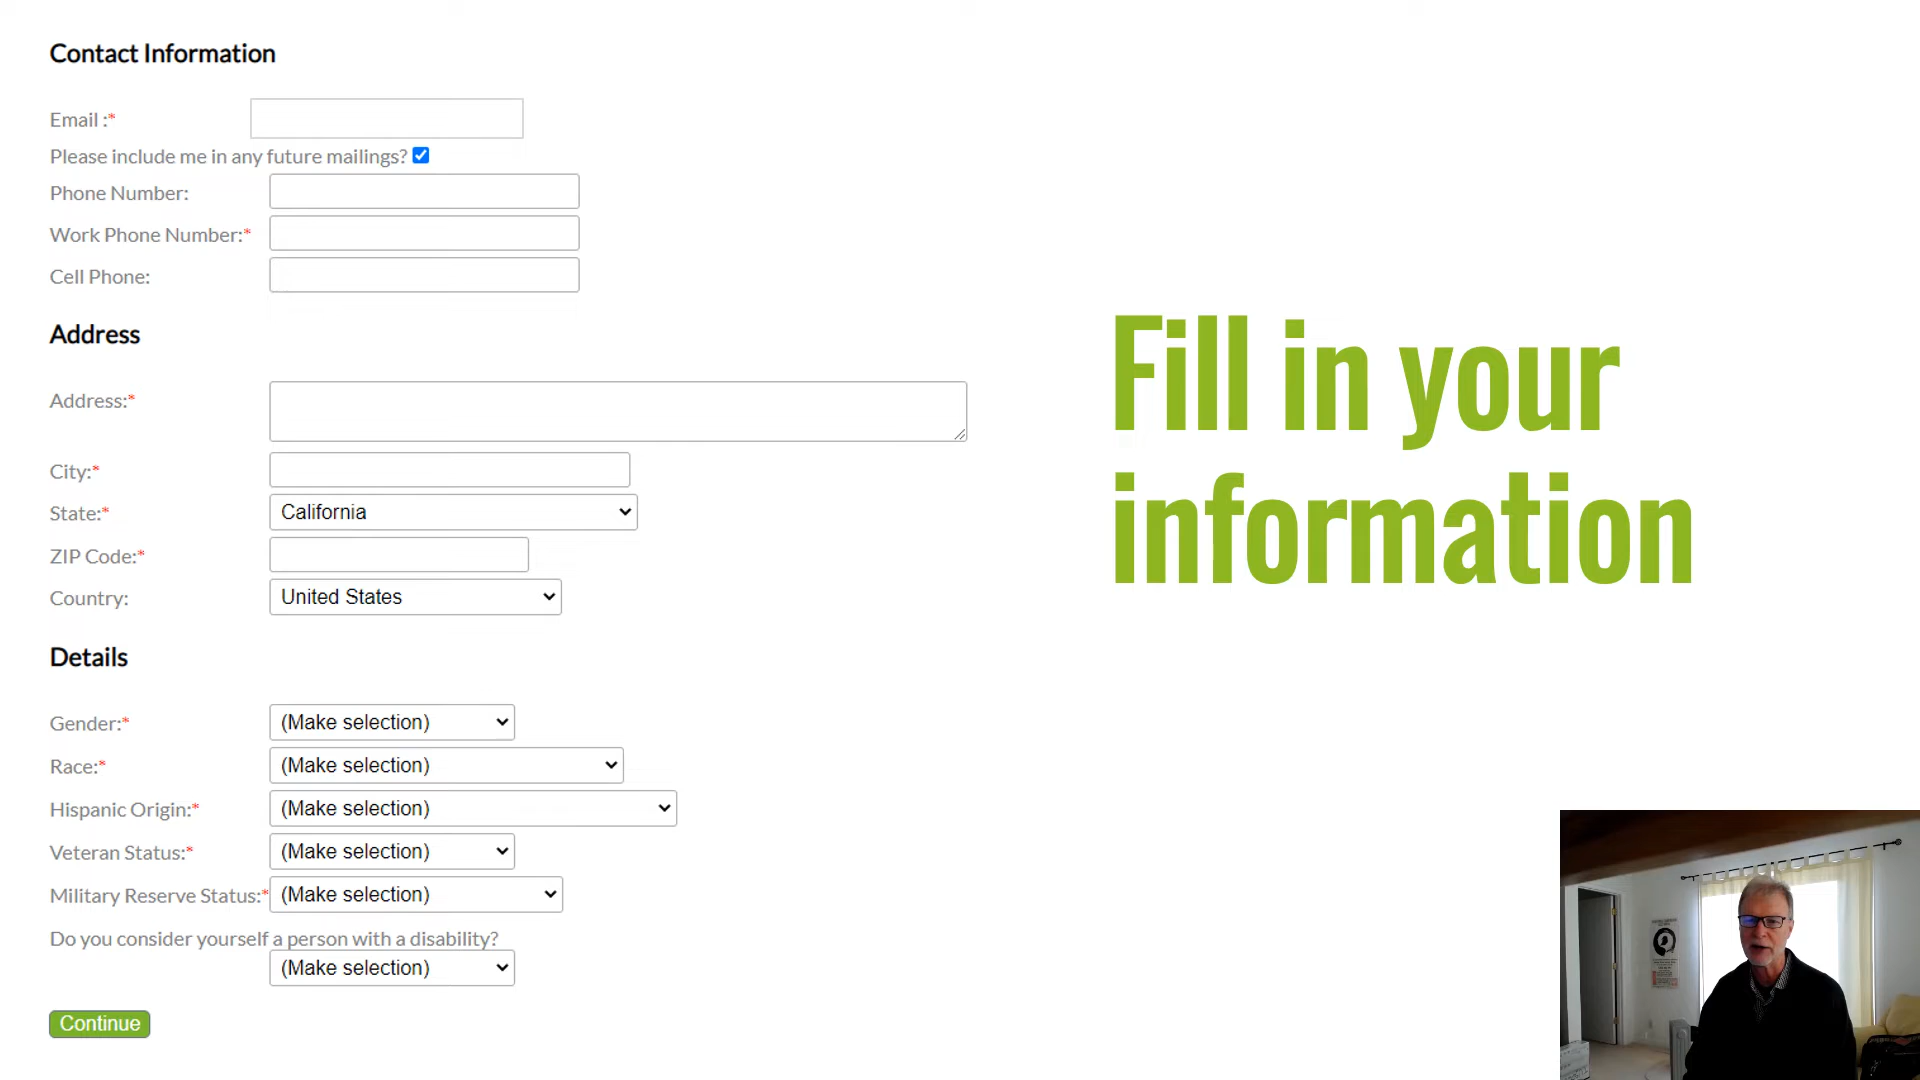 Contact Information
Email :*
Please include me in any future mailings?
Phone Number:
Work Phone Number:*
Cell Phone:
Address
Address:*
City:*
State:* California
ZIP Code:*
Country: United States
Details
Gender:* (Make selection)
Race:* (Make selection)
Hispanic Origin:* (Make selection)
Veteran Status:* (Make selection)
Military Reserve Status:* (Make selection)
Do you consider yourself a person with a disability?
(Make selection)
Continue
Fill in your
information